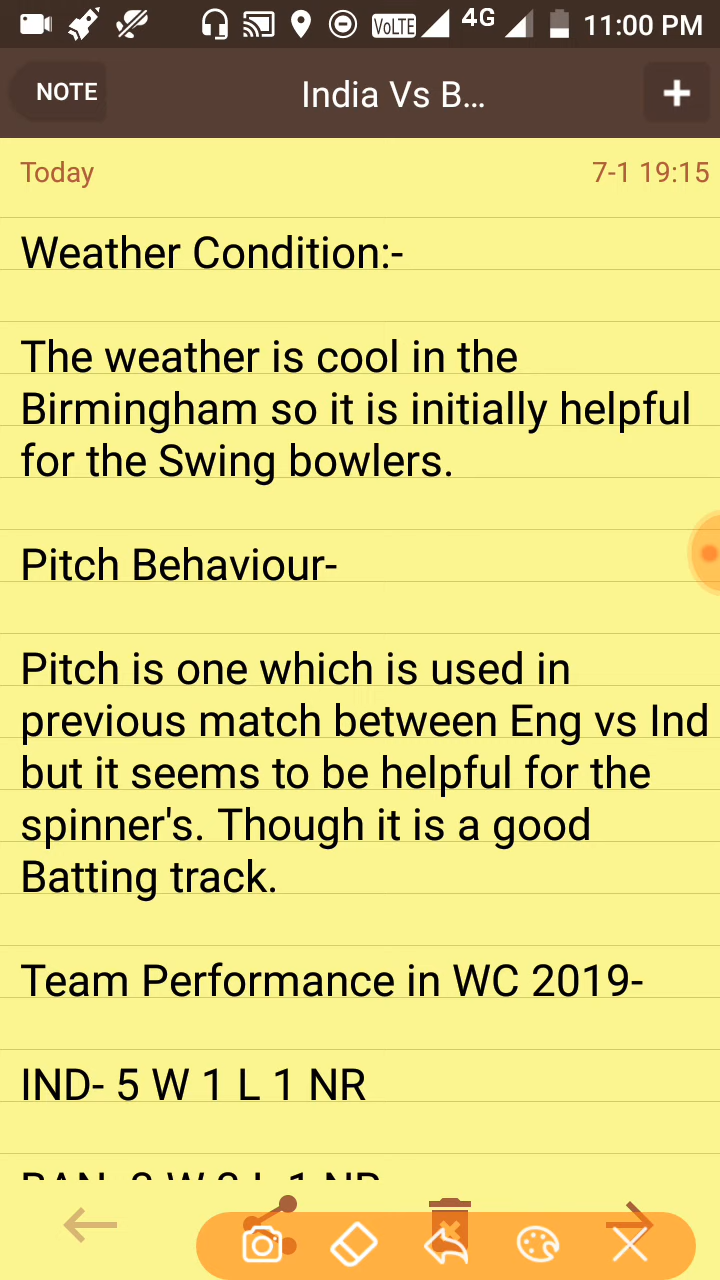 VoLTE 4G 11:00 PM
NOTE India Vs B... +
Today 7-1 19:15
Weather Condition:-
The weather is cool in the
Birmingham so it is initially helpful
for the Swing bowlers.
Pitch Behaviour-
Pitch is one which is used in
previous match between Eng vs Ind
but it seems to be helpful for the
spinner's. Though it is a good
Batting track.
Team Performance in WC 2019-
IND- 5 W 1 L 1 NR